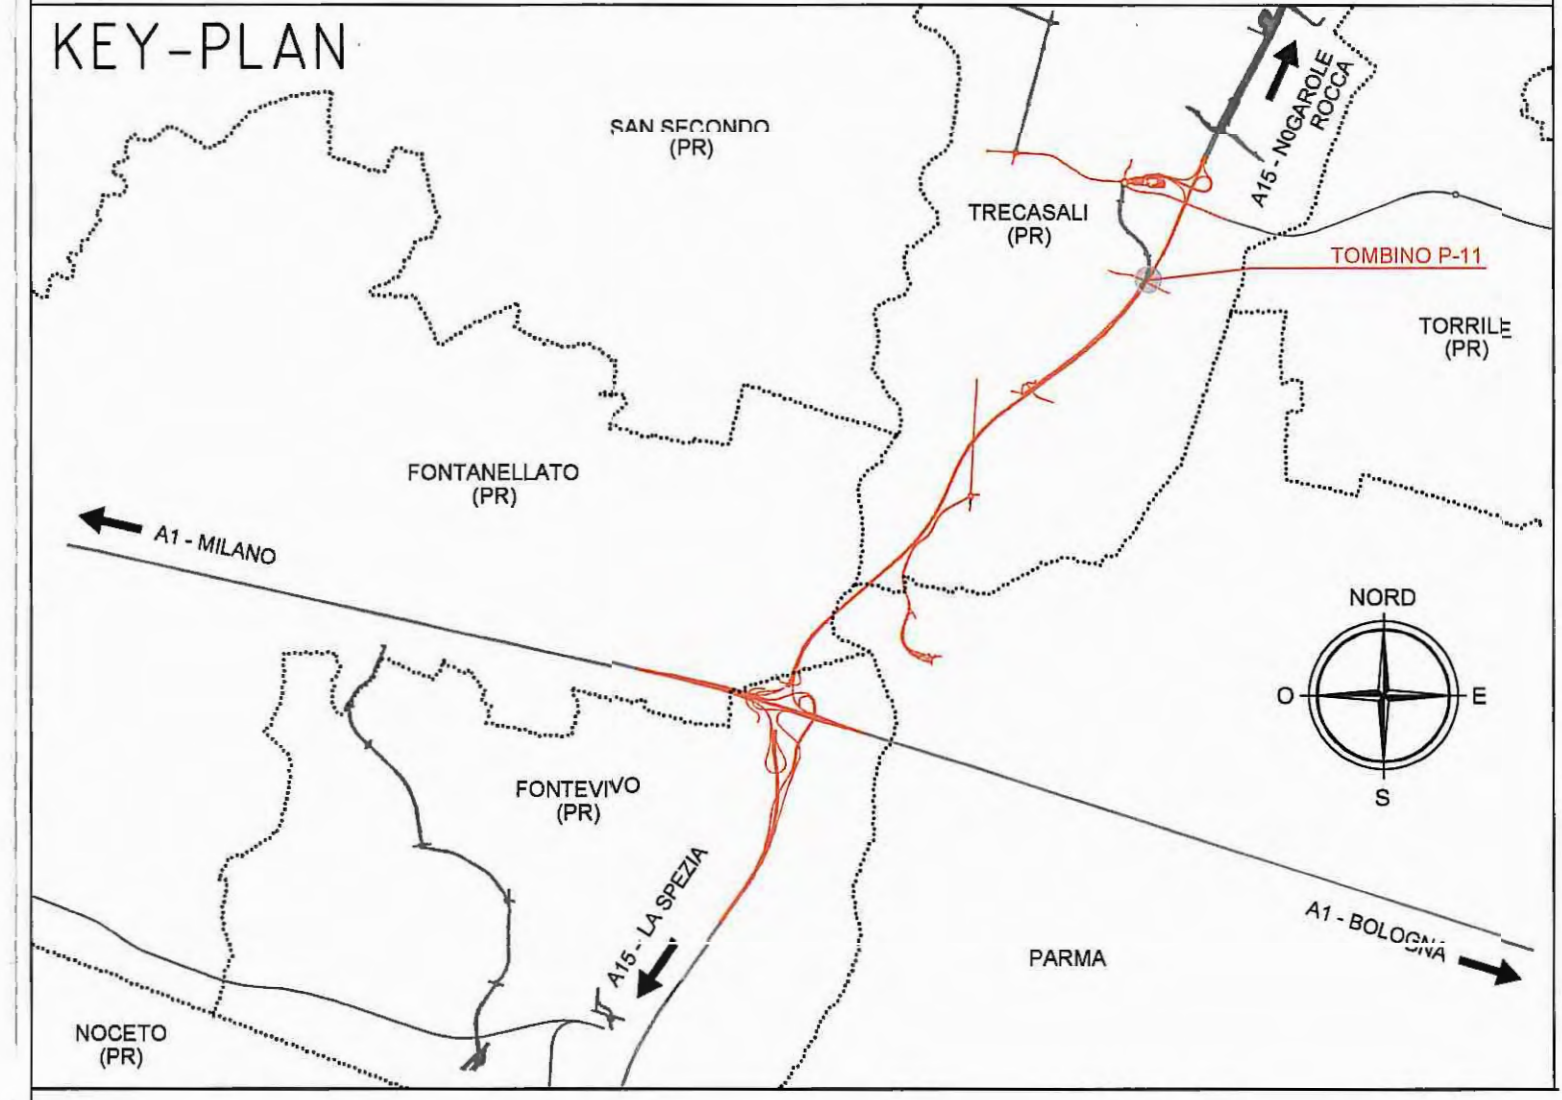 KEY-PLAN
SAN SECONDO
(PR)
A15 - NOGAROLE
ROCCA
TRECASALI
(PR)
TOMBINO P-11
TORRILE
(PR)
FONTANELLATO
(PR)
A1 - MILANO
NORD
O
E
S
FONTEVIVO
(PR)
A15 - LA SPEZIA
A1 - BOLOGNA
PARMA
NOCETO
(PR)